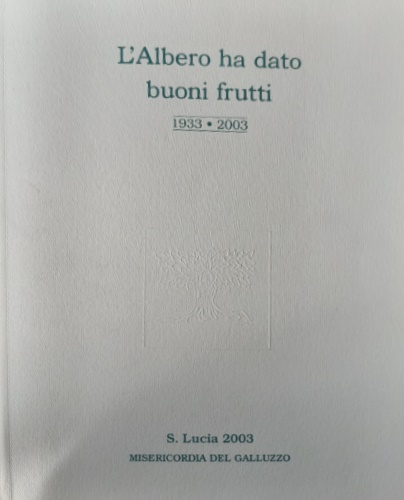 L'Albero ha dato
buoni frutti
1933 • 2003
S. Lucia 2003
MISERICORDIA DEL GALLUZZO